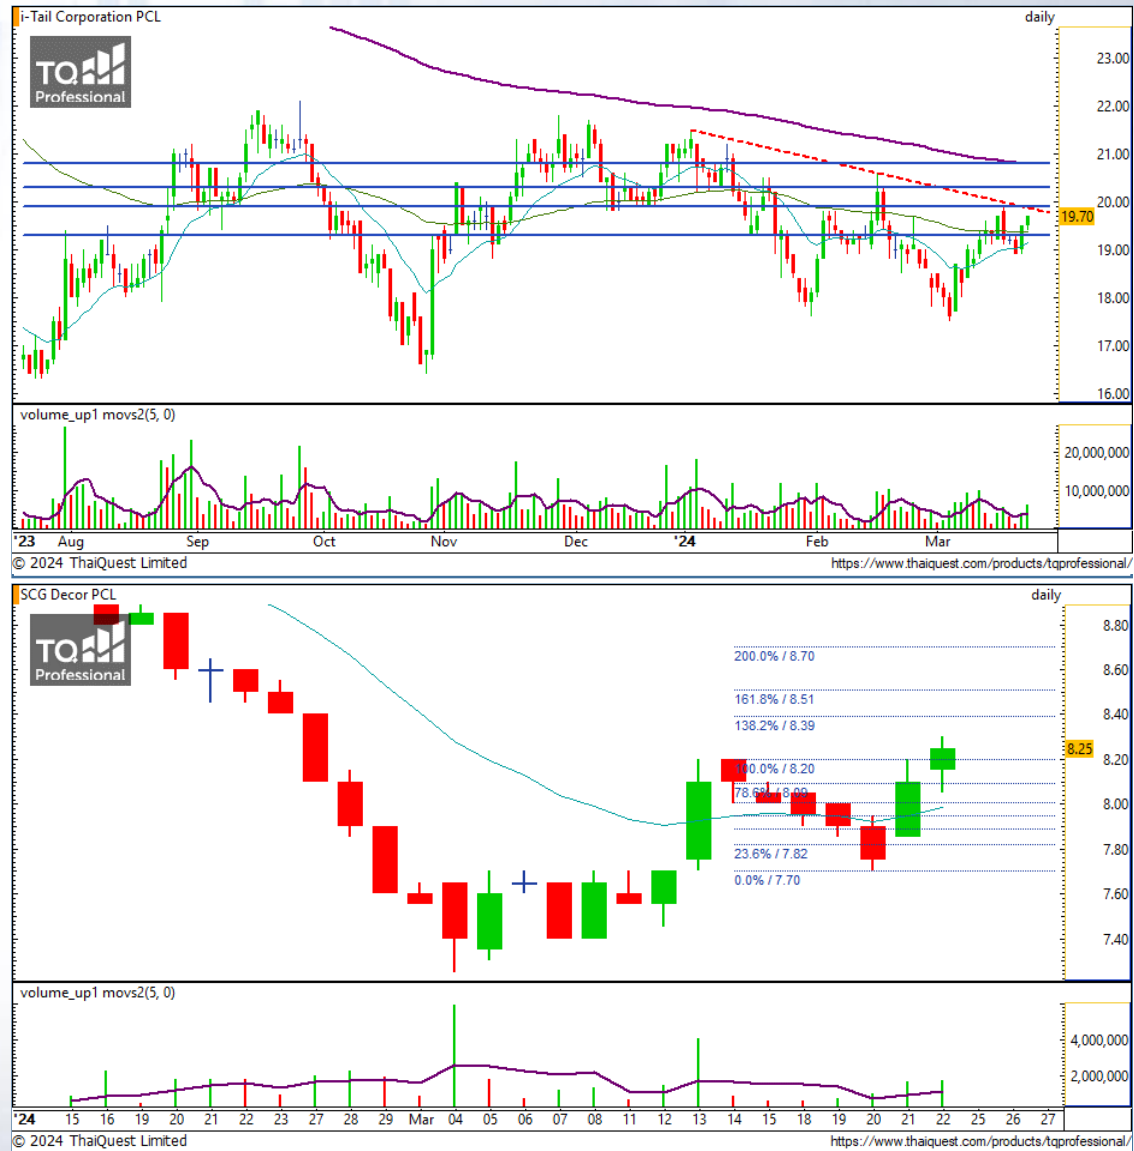 i-Tail Corporation PCL
daily
TQ
Professional
23.00
22.00
21.00
20.00
19.70
19.00
18.00
17.00
16.00
volume_up1 movs2(5, 0)
20,000,000
10,000,000
'23 Aug Sep Oct Nov Dec '24 Feb Mar
© 2024 ThaiQuest Limited
https://www.thaiquest.com/products/tqprofessional/
SCG Decor PCL
daily
TQ
Professional
8.80
200.0% / 8.70
8.60
161.8% / 8.51
8.40
138.2% / 8.39
8.25
8.20
100.0% / 8.20
78.6% / 8.09
8.00
23.6% / 7.82
7.80
0.0% / 7.70
7.60
7.40
volume_up1 movs2(5, 0)
4,000,000
2,000,000
'24 15 16 19 20 21 22 23 27 28 29 Mar 04 05 06 07 08 11 12 13 14 15 18 19 20 21 22 25 26 27
© 2024 ThaiQuest Limited
https://www.thaiquest.com/products/tqprofessional/